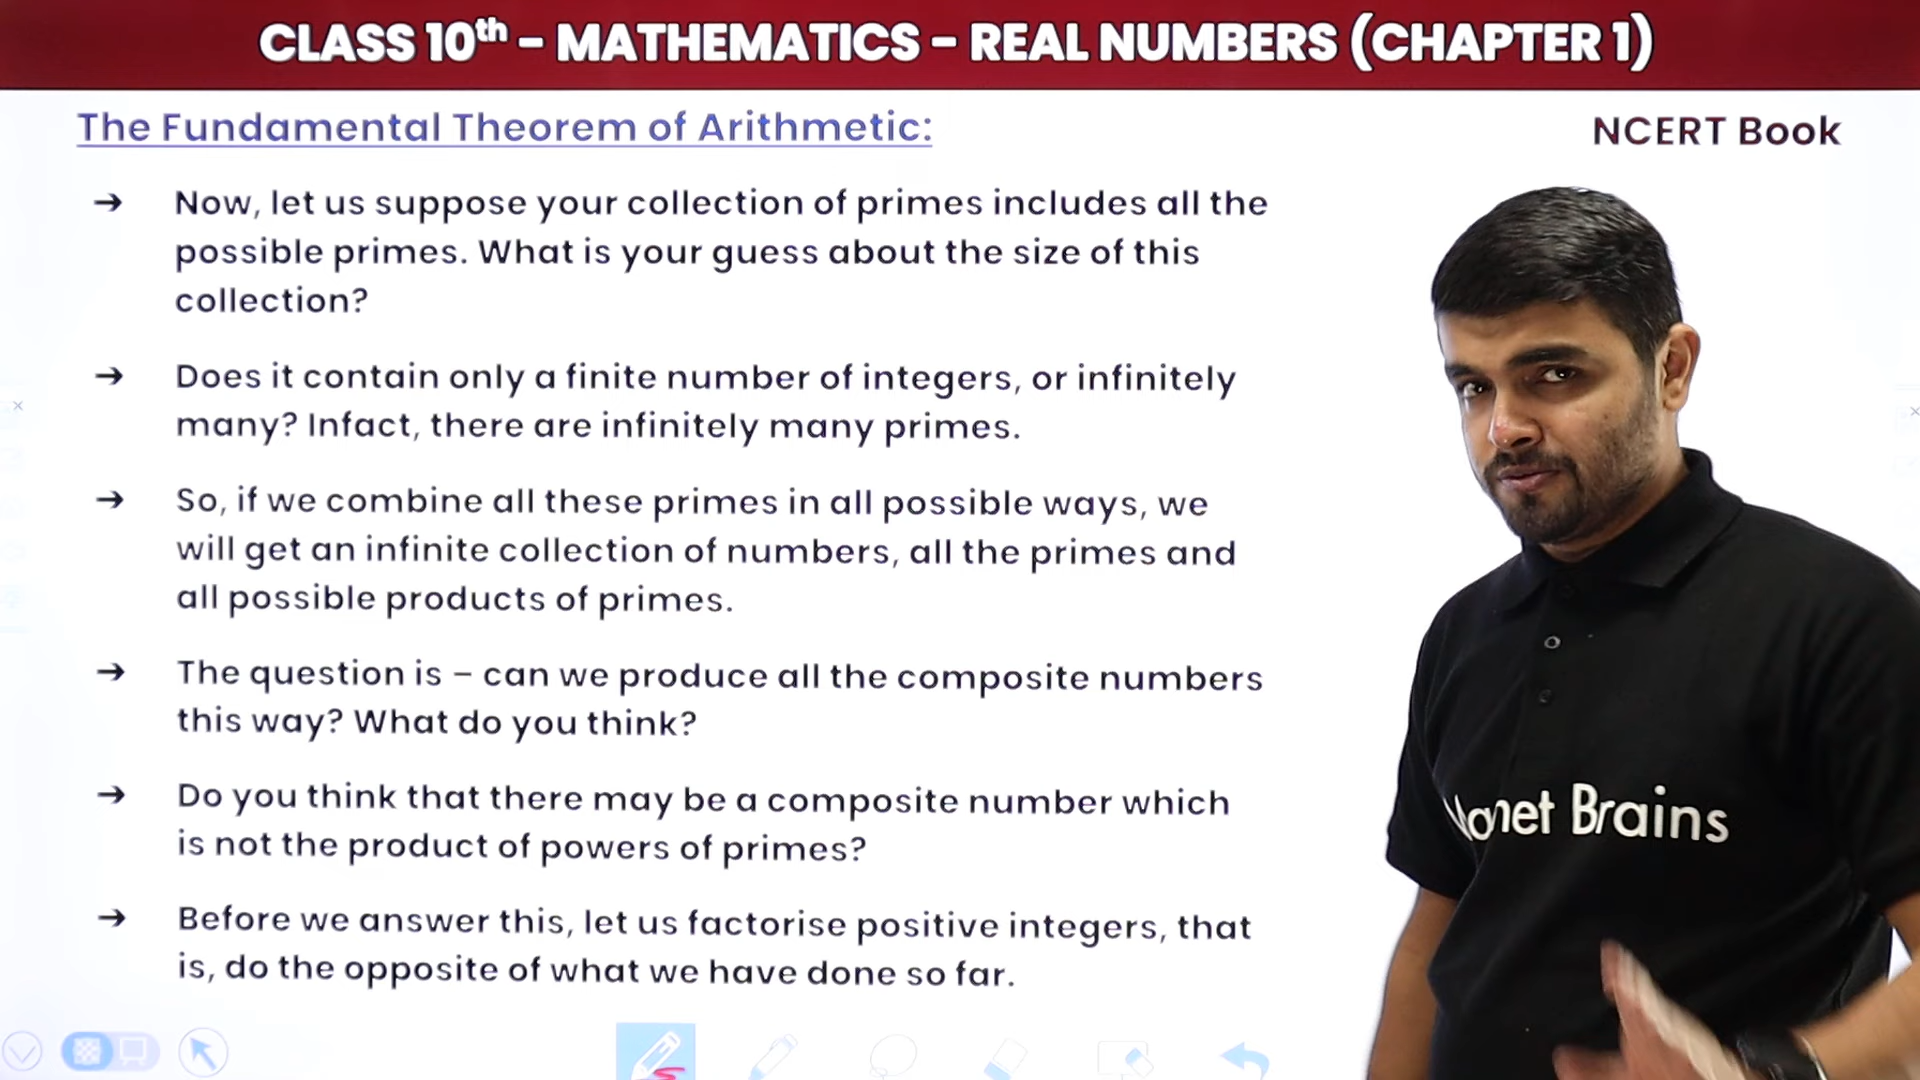 CLASS 10th - MATHEMATICS - REAL NUMBERS (CHAPTER 1)
The Fundamental Theorem of Arithmetic:
NCERT Book
→ Now, let us suppose your collection of primes includes all the
possible primes. What is your guess about the size of this
collection?
→ Does it contain only a finite number of integers, or infinitely
many? Infact, there are infinitely many primes.
→ So, if we combine all these primes in all possible ways, we
will get an infinite collection of numbers, all the primes and
all possible products of primes.
→ The question is – can we produce all the composite numbers
this way? What do you think?
→ Do you think that there may be a composite number which
is not the product of powers of primes?
→ Before we answer this, let us factorise positive integers, that
is, do the opposite of what we have done so far.
Brains